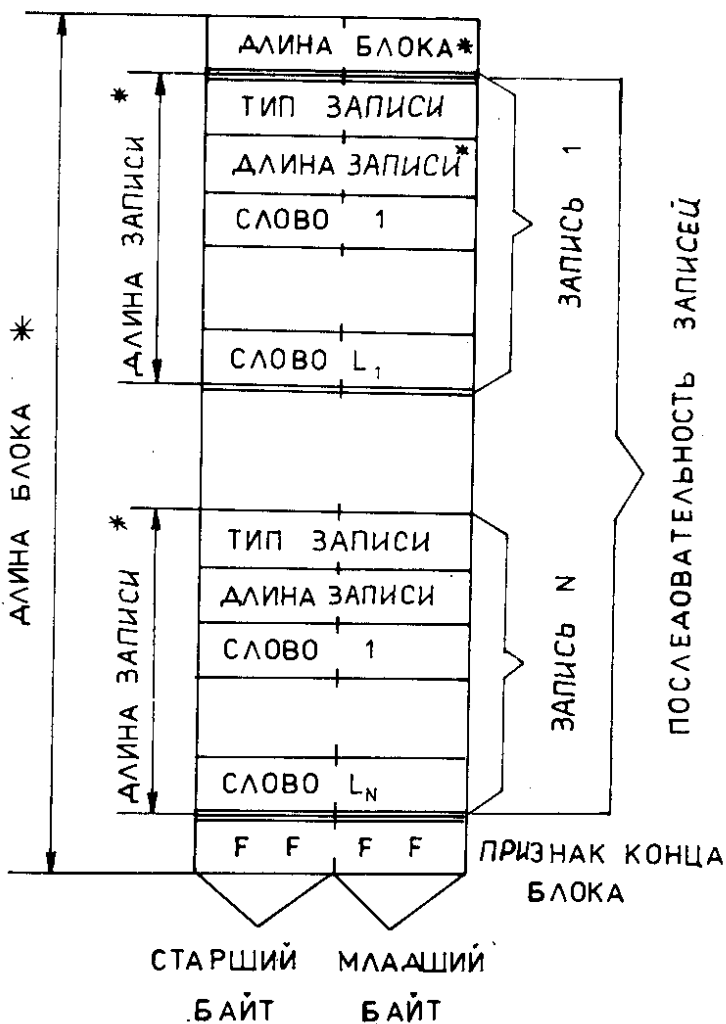 ДЛИНА БЛОКА*
ТИП ЗАПИСИ
ДЛИНА ЗАПИСИ*
СЛОВО 1
СЛОВО L₁
ДЛИНА ЗАПИСИ *
ЗАПИСЬ 1
ДЛИНА БЛОКА *
ПОСЛЕДОВАТЕЛЬНОСТЬ ЗАПИСЕЙ
ТИП ЗАПИСИ
ДЛИНА ЗАПИСИ
СЛОВО 1
СЛОВО Lɴ
ДЛИНА ЗАПИСИ *
ЗАПИСЬ N
F F F F
ПРИЗНАК КОНЦА
БЛОКА
СТАРШИЙ
БАЙТ
МЛАДШИЙ
БАЙТ